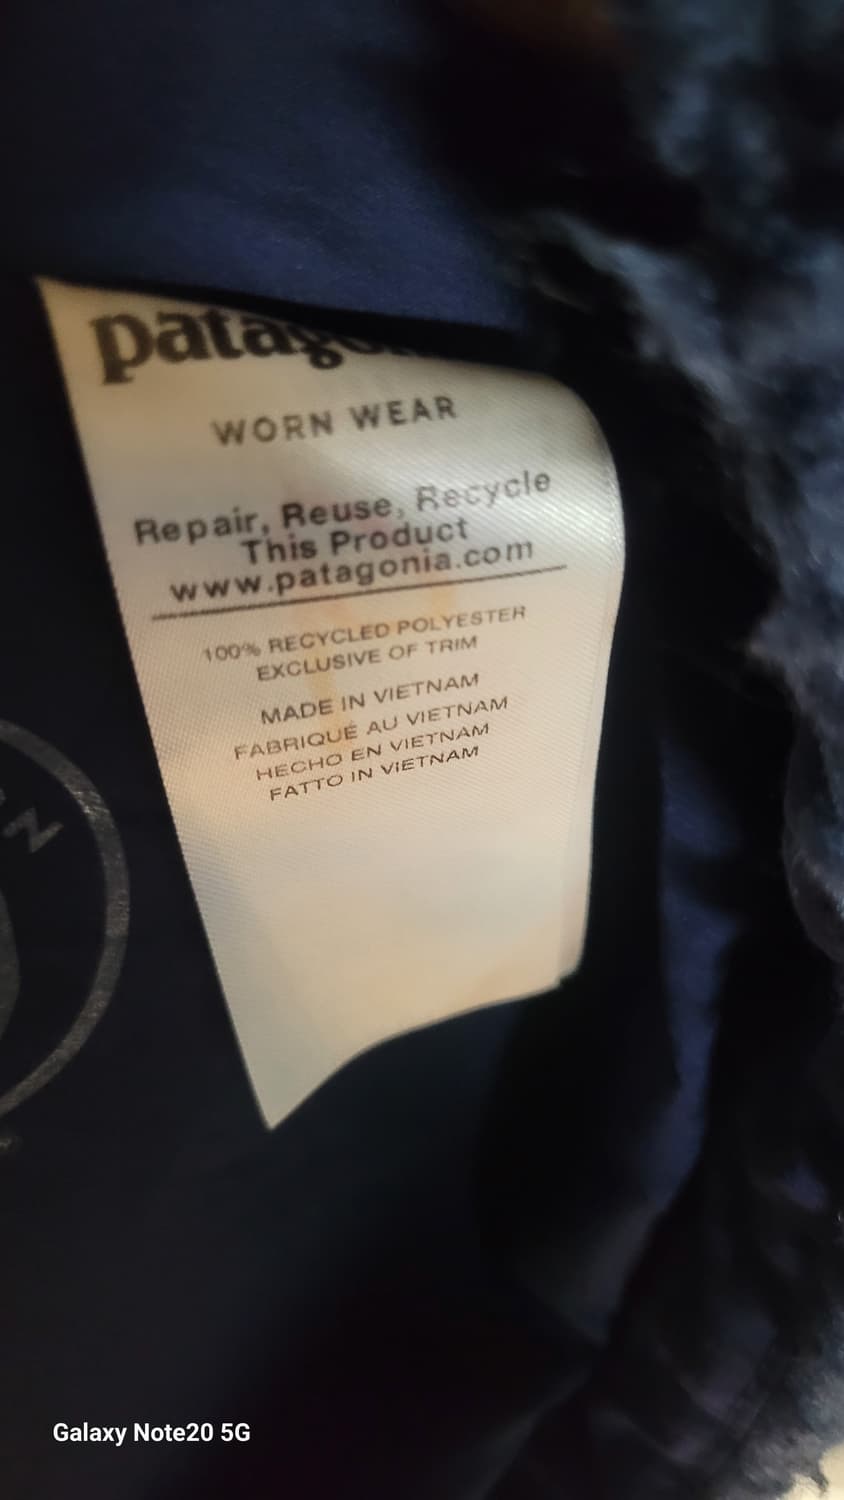 patagonia
WORN WEAR
Repair, Reuse, Recycle
This Product
www.patagonia.com
100% RECYCLED POLYESTER
EXCLUSIVE OF TRIM
MADE IN VIETNAM
FABRIQUÉ AU VIETNAM
HECHO EN VIETNAM
FATTO IN VIETNAM
Galaxy Note20 5G